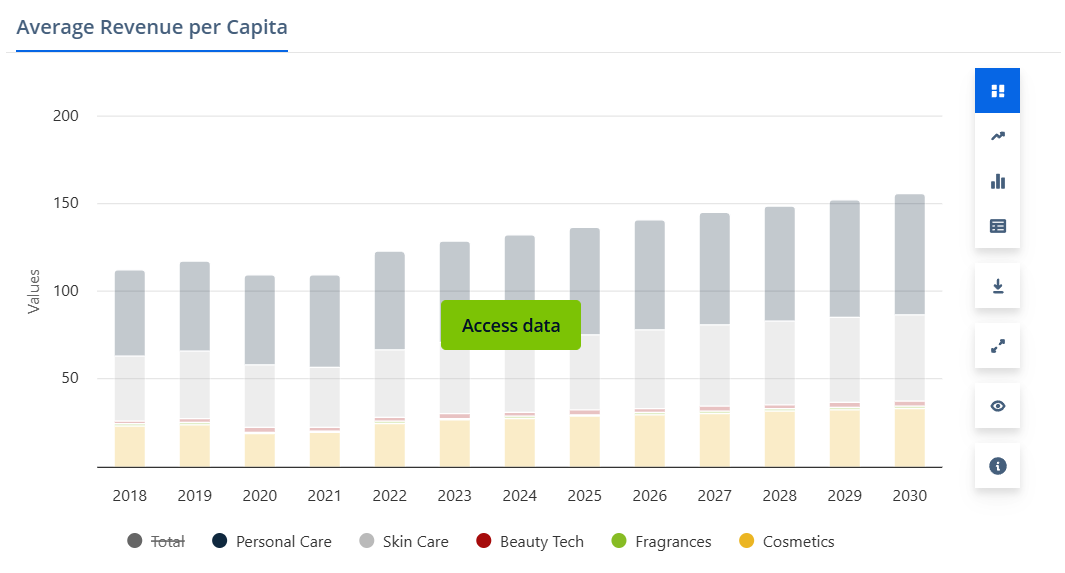 Average Revenue per Capita
200
150
100
50
Values
Access data
2018 2019 2020 2021 2022 2023 2024 2025 2026 2027 2028 2029 2030
Total Personal Care Skin Care Beauty Tech Fragrances Cosmetics